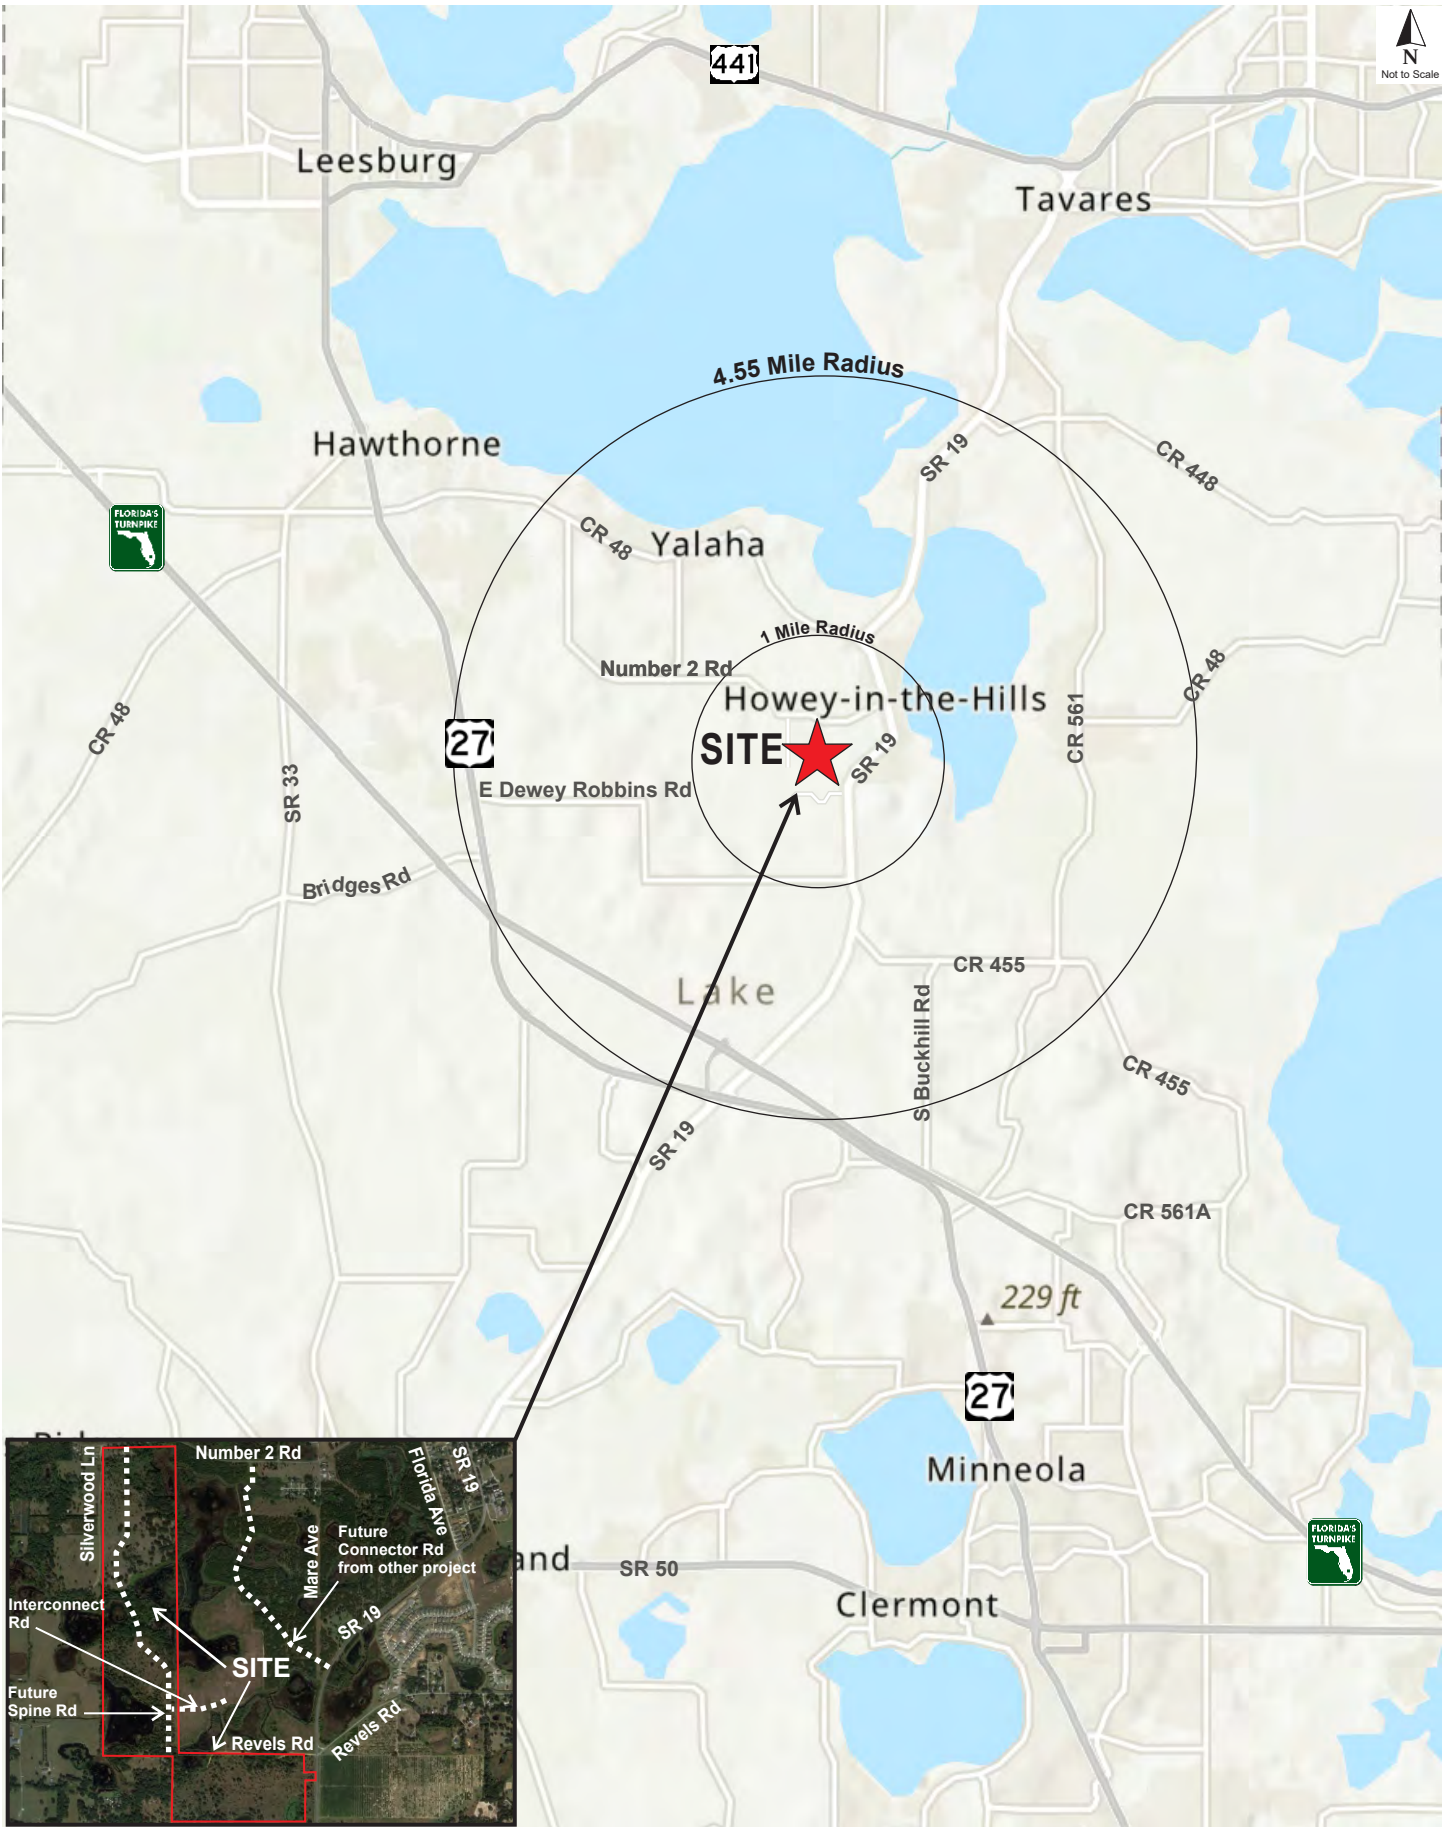 441
N
Not to Scale
Leesburg
Tavares
4.55 Mile Radius
Hawthorne
SR 19
CR 448
FLORIDA'S
TURNPIKE
CR 48
Yalaha
1 Mile Radius
Number 2 Rd
CR 48
Howey-in-the-Hills
CR 48
27
SITE
SR 19
CR 561
SR 33
E Dewey Robbins Rd
Bridges Rd
CR 455
Lake
S Buckhill Rd
CR 455
SR 19
CR 561A
229 ft
27
Minneola
FLORIDA'S
TURNPIKE
and
SR 50
Clermont
Silverwood Ln
Number 2 Rd
Florida Ave
SR 19
Mare Ave
Future
Connector Rd
from other project
Interconnect
Rd
SR 19
SITE
Future
Spine Rd
Revels Rd
Revels Rd